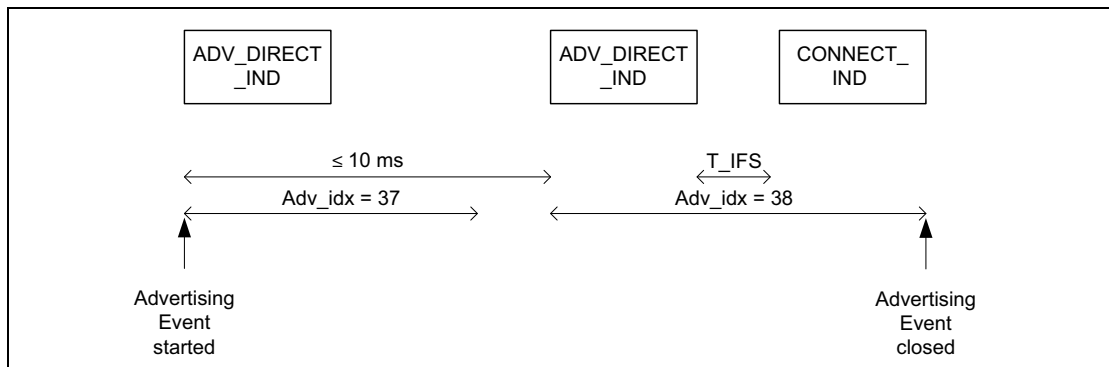 ADV_DIRECT
_IND
ADV_DIRECT
_IND
CONNECT_
IND
≤ 10 ms
T_IFS
Adv_idx = 37
Adv_idx = 38
Advertising
Event
started
Advertising
Event
closed